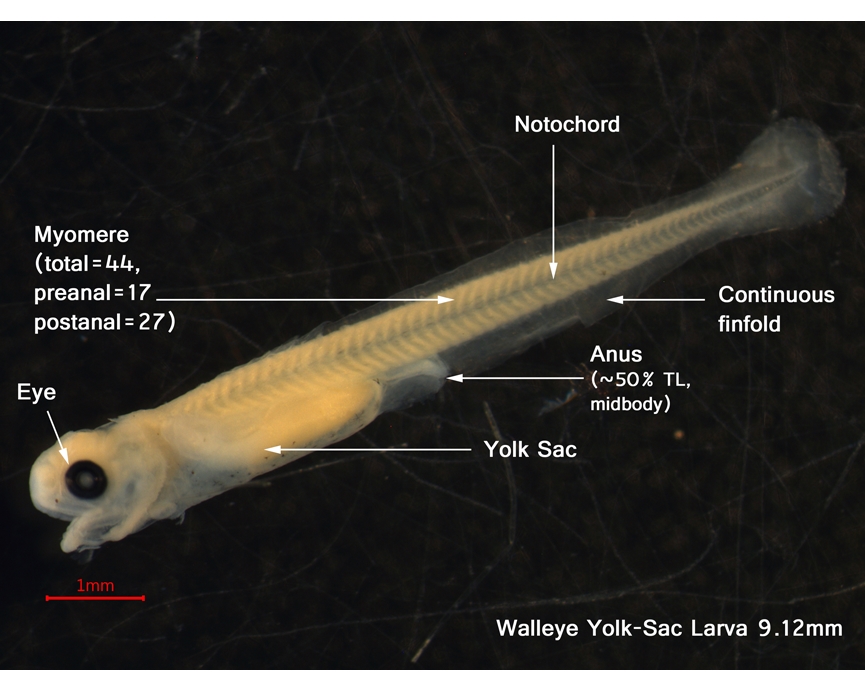 Notochord
Myomere
(total=44,
preanal=17
postanal=27)
Continuous
finfold
Anus
(~50% TL,
midbody)
Eye
Yolk Sac
1mm
Walleye Yolk-Sac Larva 9.12mm